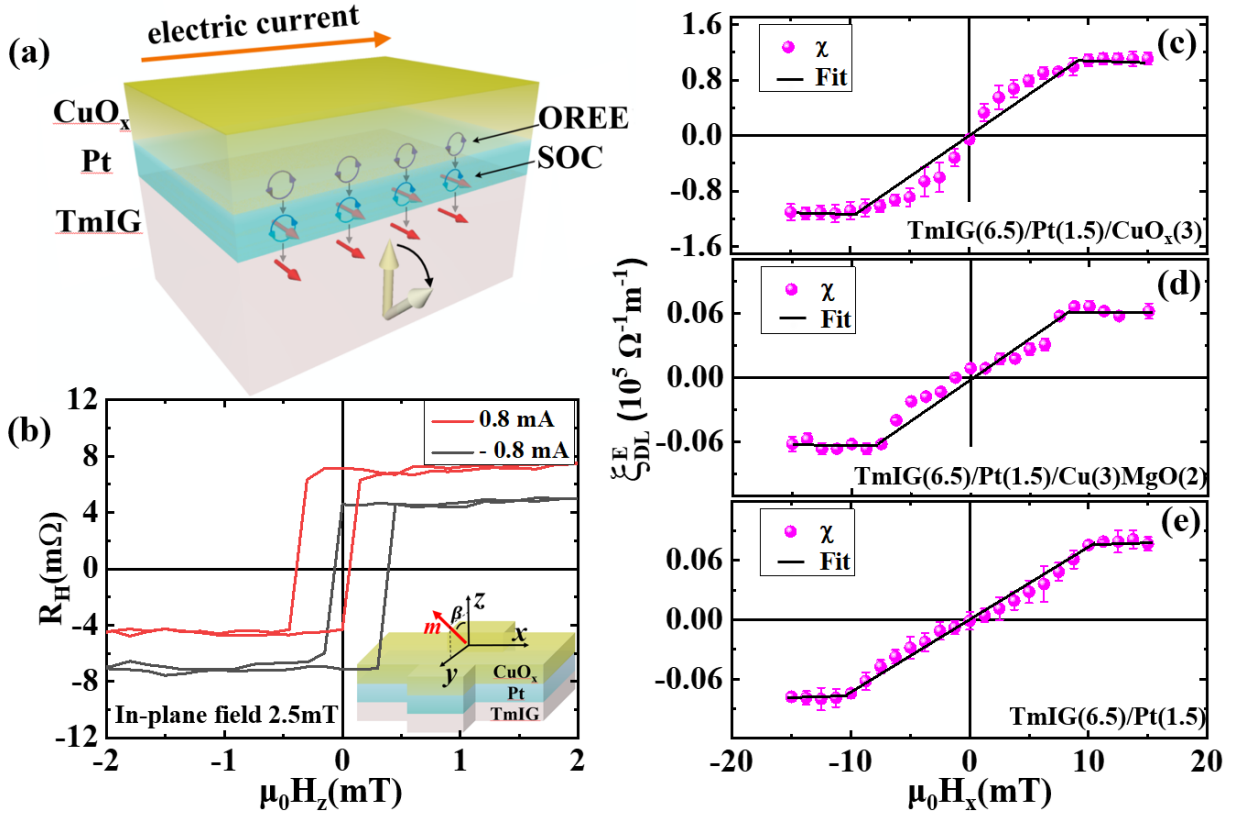 (a)
electric current
CuOx
Pt
TmIG
OREE
SOC
(b)
12
8
4
0
-4
-8
-12
RH(mΩ)
0.8 mA
- 0.8 mA
In-plane field 2.5mT
β
z
m
x
y
CuOx
Pt
TmIG
-2
-1
0
1
2
μ0Hz(mT)
ξE DL (10⁵ Ω⁻¹m⁻¹)
(c)
χ
Fit
1.6
0.8
0.0
-0.8
-1.6
TmIG(6.5)/Pt(1.5)/CuOx(3)
(d)
χ
Fit
0.06
0.00
-0.06
TmIG(6.5)/Pt(1.5)/Cu(3)MgO(2)
(e)
χ
Fit
0.06
0.00
-0.06
TmIG(6.5)/Pt(1.5)
-20
-10
0
10
20
μ0Hx(mT)